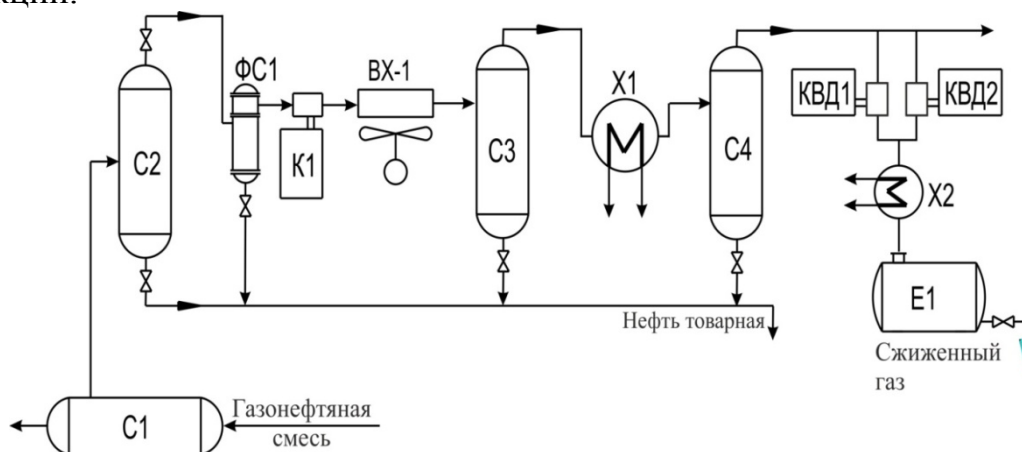 кции.
ФС1
ВХ-1
Х1
КВД1
КВД2
С2
К1
С3
С4
Х2
Е1
Нефть товарная
Сжиженный
газ
Газонефтяная
смесь
С1